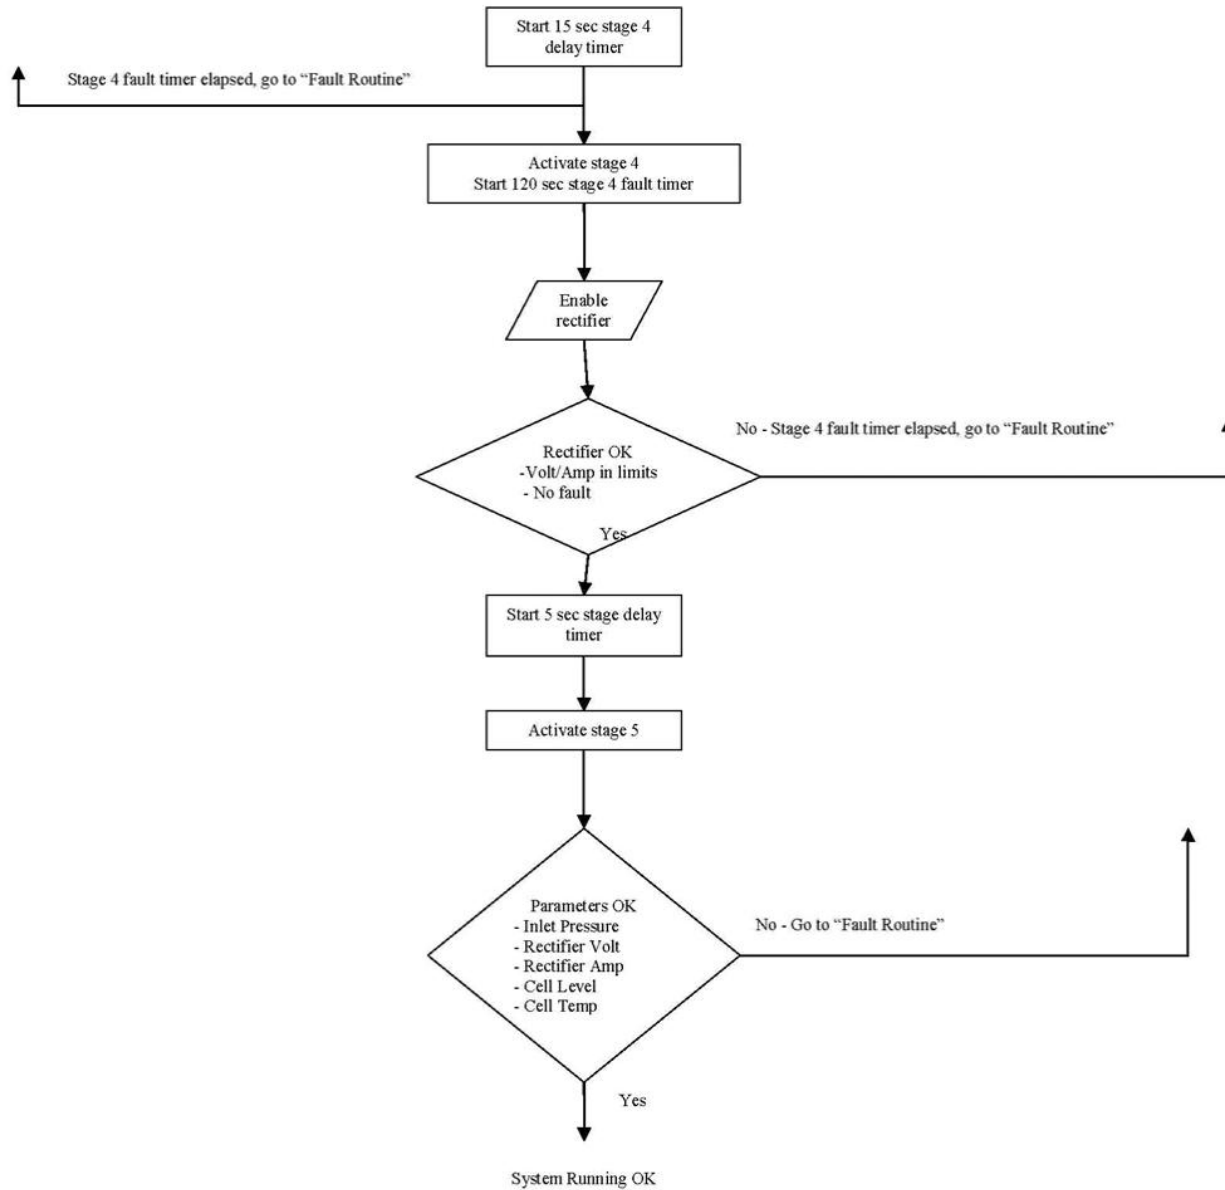 Start 15 sec stage 4
delay timer
Stage 4 fault timer elapsed, go to “Fault Routine”
Activate stage 4
Start 120 sec stage 4 fault timer
Enable
rectifier
No - Stage 4 fault timer elapsed, go to “Fault Routine”
Rectifier OK
-Volt/Amp in limits
- No fault
Yes
Start 5 sec stage delay
timer
Activate stage 5
Parameters OK
- Inlet Pressure
- Rectifier Volt
- Rectifier Amp
- Cell Level
- Cell Temp
No - Go to “Fault Routine”
Yes
System Running OK